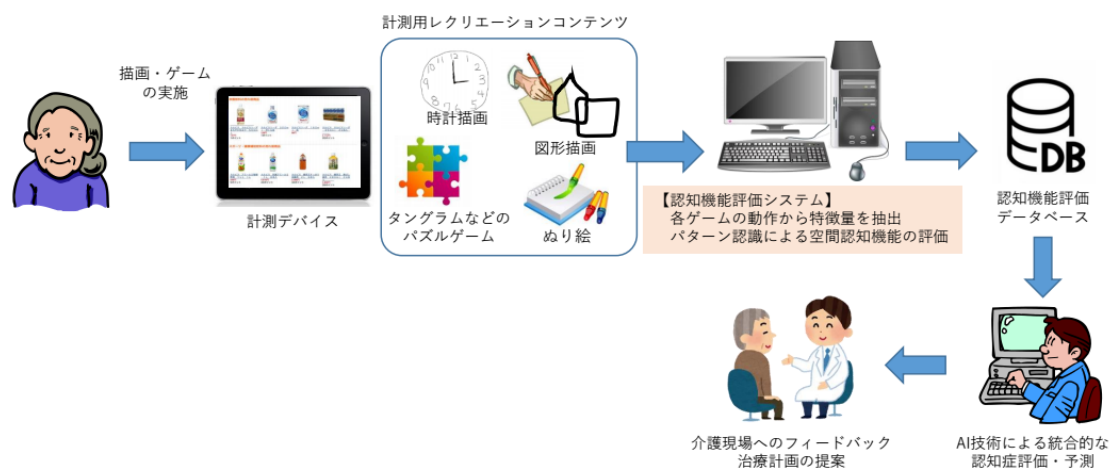 計測用レクリエーションコンテンツ
描画・ゲーム
の実施
計測デバイス
時計描画
図形描画
タングラムなどの
パズルゲーム
ぬり絵
【認知機能評価システム】
各ゲームの動作から特徴量を抽出
パターン認識による空間認知機能の評価
DB
認知機能評価
データベース
介護現場へのフィードバック
治療計画の提案
AI技術による統合的な
認知症評価・予測